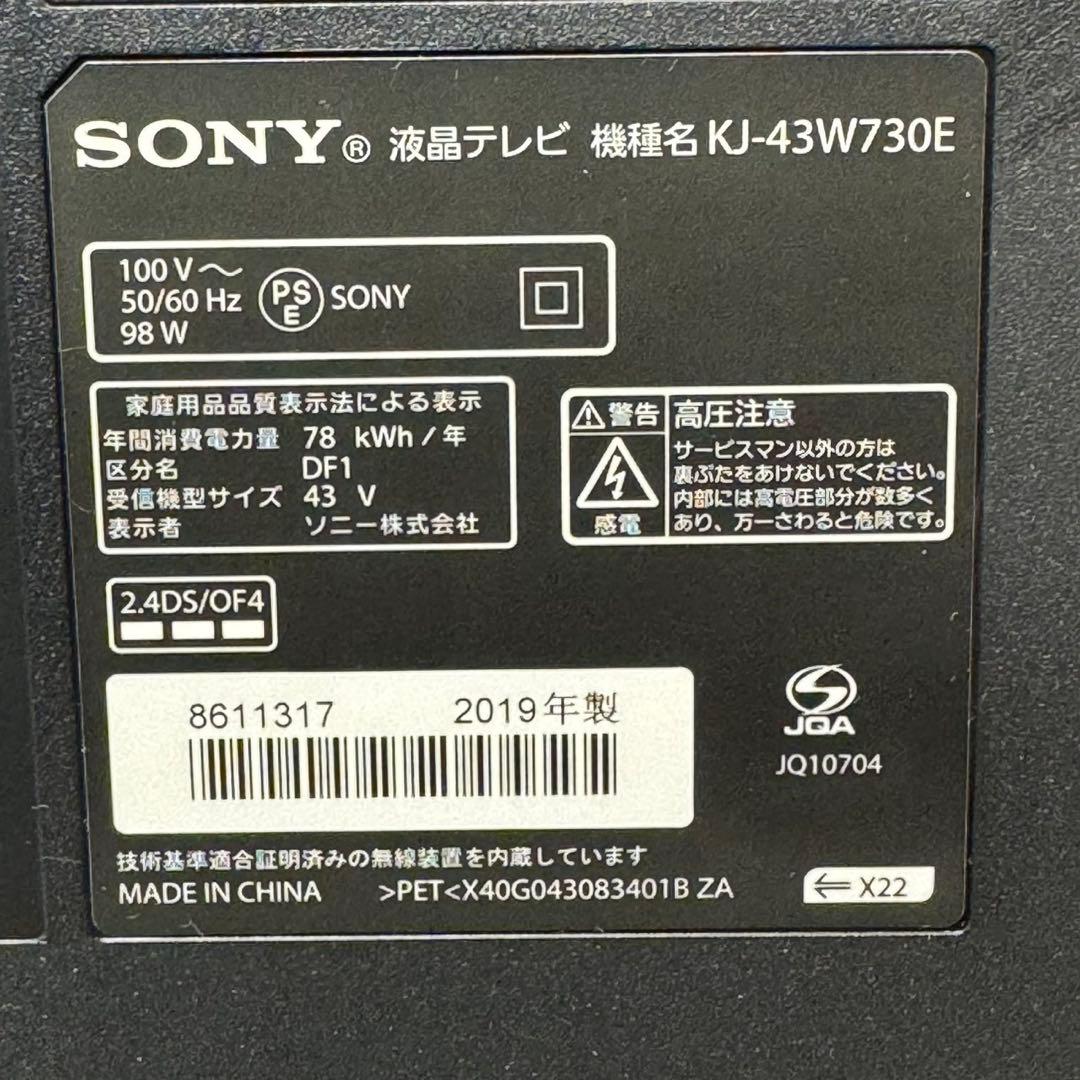 SONY® 液晶テレビ 機種名 KJ-43W730E
100 V～
50/60 Hz
98 W
PSE SONY
家庭用品品質表示法による表示
年間消費電力量 78 kWh / 年
区分名 DF1
受信機型サイズ 43 V
表示者 ソニー株式会社
警告 高圧注意
サービスマン以外の方は
裏ぶたをあけないでください。
内部には高電圧部分が数多く
あり、万一さわると危険です。
感電
2.4DS/OF4
8611317 2019年製
JQA
JQ10704
技術基準適合証明済みの無線装置を内蔵しています
MADE IN CHINA >PET<X40G043083401B ZA
⇐ X22